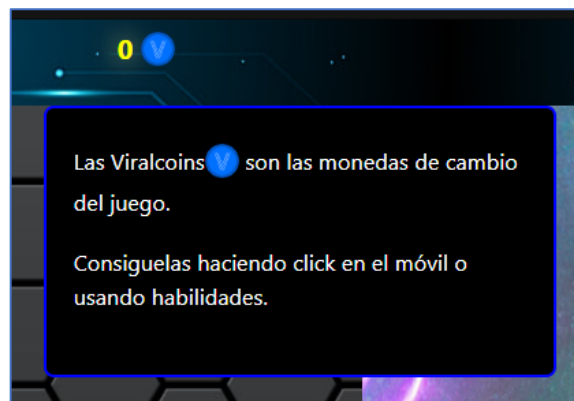 0 V
Las Viralcoins V son las monedas de cambio
del juego.
Consiguelas haciendo click en el móvil o
usando habilidades.